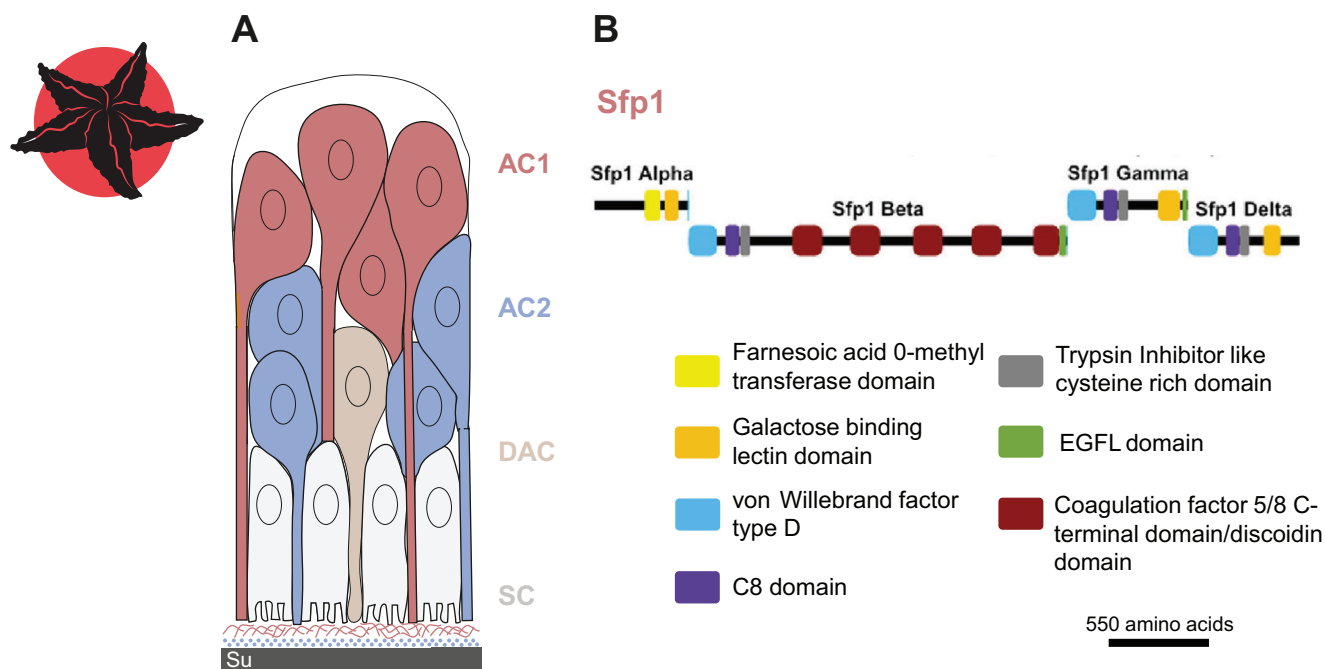 A
B
Sfp1
AC1
AC2
DAC
SC
Su
Sfp1 Alpha
Sfp1 Beta
Sfp1 Gamma
Sfp1 Delta
Farnesoic acid 0-methyl
transferase domain
Galactose binding
lectin domain
von Willebrand factor
type D
C8 domain
Trypsin Inhibitor like
cysteine rich domain
EGFL domain
Coagulation factor 5/8 C-
terminal domain/discoidin
domain
550 amino acids